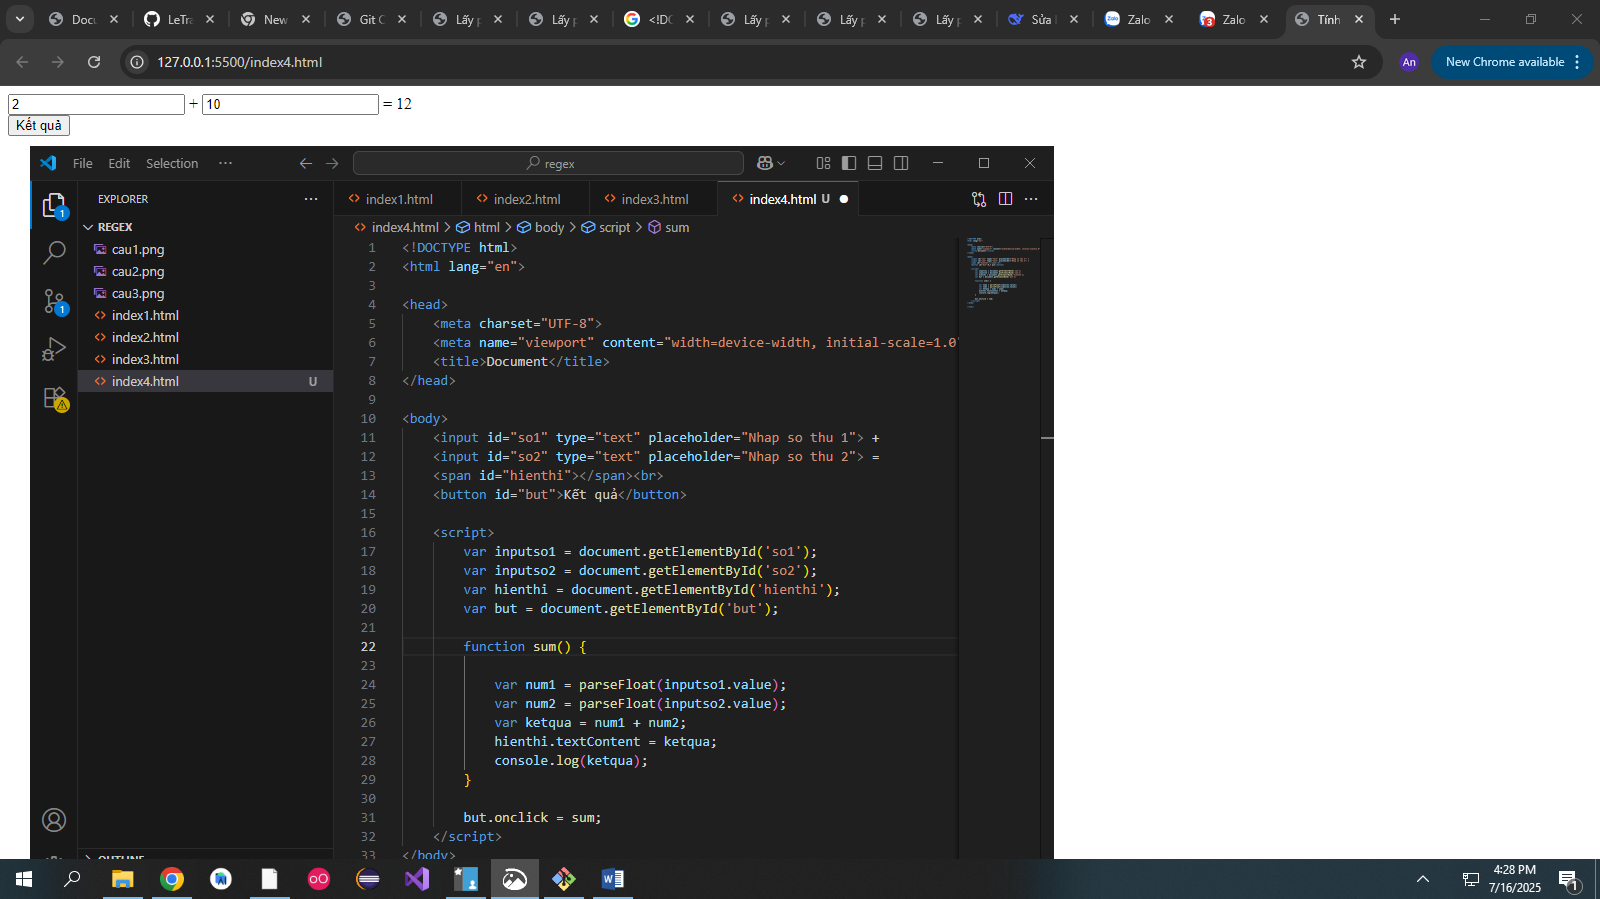 Docu
LeTra
New
Git C
Lấy p
Lấy p
<!DO
Lấy p
Lấy p
Lấy p
Sửa l
Zalo
Zalo
Tính
127.0.0.1:5500/index4.html
An
New Chrome available
2 + 10 = 12
Kết quả
File Edit Selection ···
regex
EXPLORER
REGEX
cau1.png
cau2.png
cau3.png
index1.html
index2.html
index3.html
index4.html U
OUTLINE
index1.html
index2.html
index3.html
index4.html U
index4.html > html > body > script > sum
1 <!DOCTYPE html>
2 <html lang="en">
3
4 <head>
5 <meta charset="UTF-8">
6 <meta name="viewport" content="width=device-width, initial-scale=1.0"
7 <title>Document</title>
8 </head>
9
10 <body>
11 <input id="so1" type="text" placeholder="Nhap so thu 1"> +
12 <input id="so2" type="text" placeholder="Nhap so thu 2"> =
13 <span id="hienthi"></span><br>
14 <button id="but">Kết quả</button>
15
16 <script>
17 var inputso1 = document.getElementById('so1');
18 var inputso2 = document.getElementById('so2');
19 var hienthi = document.getElementById('hienthi');
20 var but = document.getElementById('but');
21
22 function sum() {
23
24 var num1 = parseFloat(inputso1.value);
25 var num2 = parseFloat(inputso2.value);
26 var ketqua = num1 + num2;
27 hienthi.textContent = ketqua;
28 console.log(ketqua);
29 }
30
31 but.onclick = sum;
32 </script>
33 </body>
4:28 PM
7/16/2025